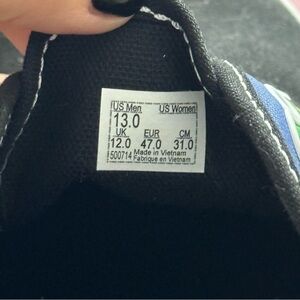 US Men US Women
13.0
UK EUR CM
12.0 47.0 31.0
500714 Made in Vietnam
Fabrique en Vietnam